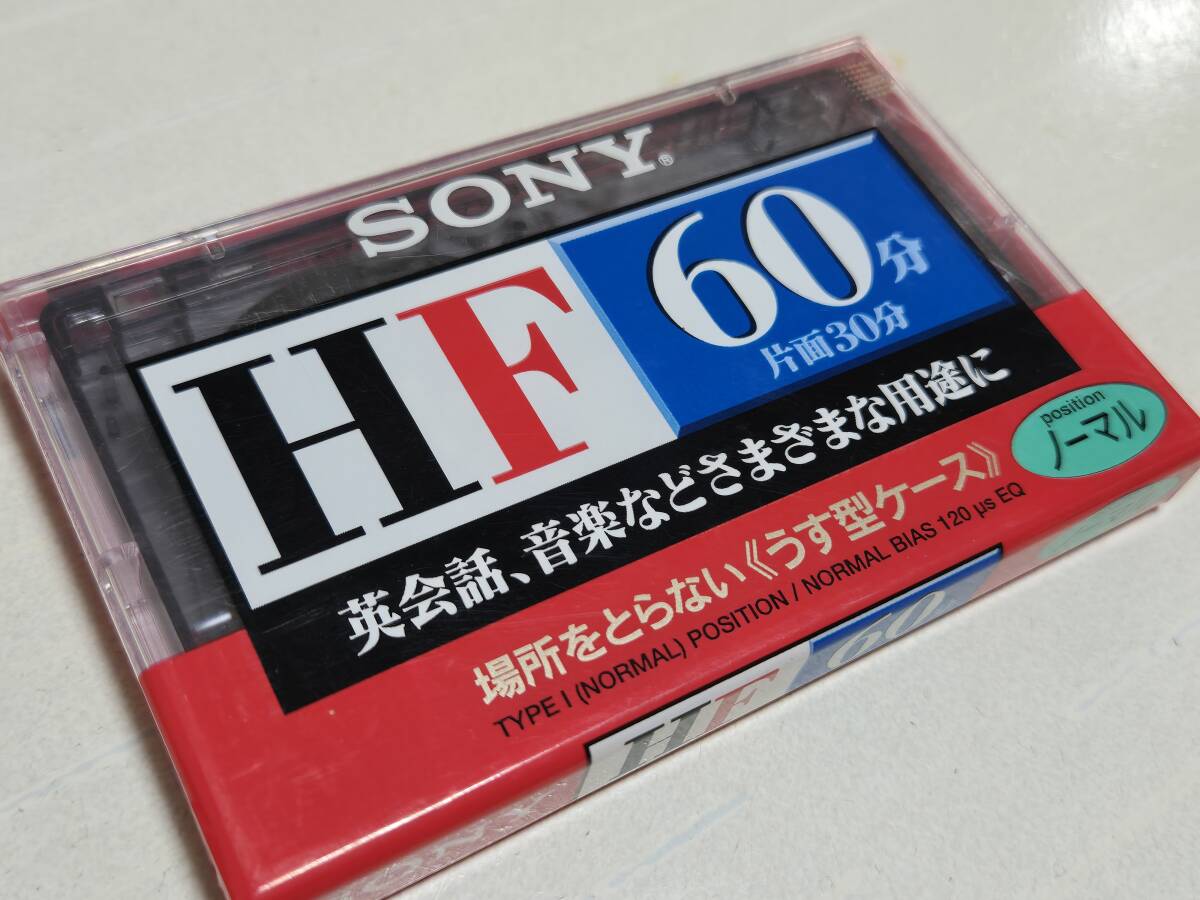 SONY®
HF
60分
片面30分
英会話、音楽などさまざまな用途に
position
ノーマル
場所をとらない《うす型ケース》
TYPE I (NORMAL) POSITION / NORMAL BIAS 120 μs EQ
HF 60